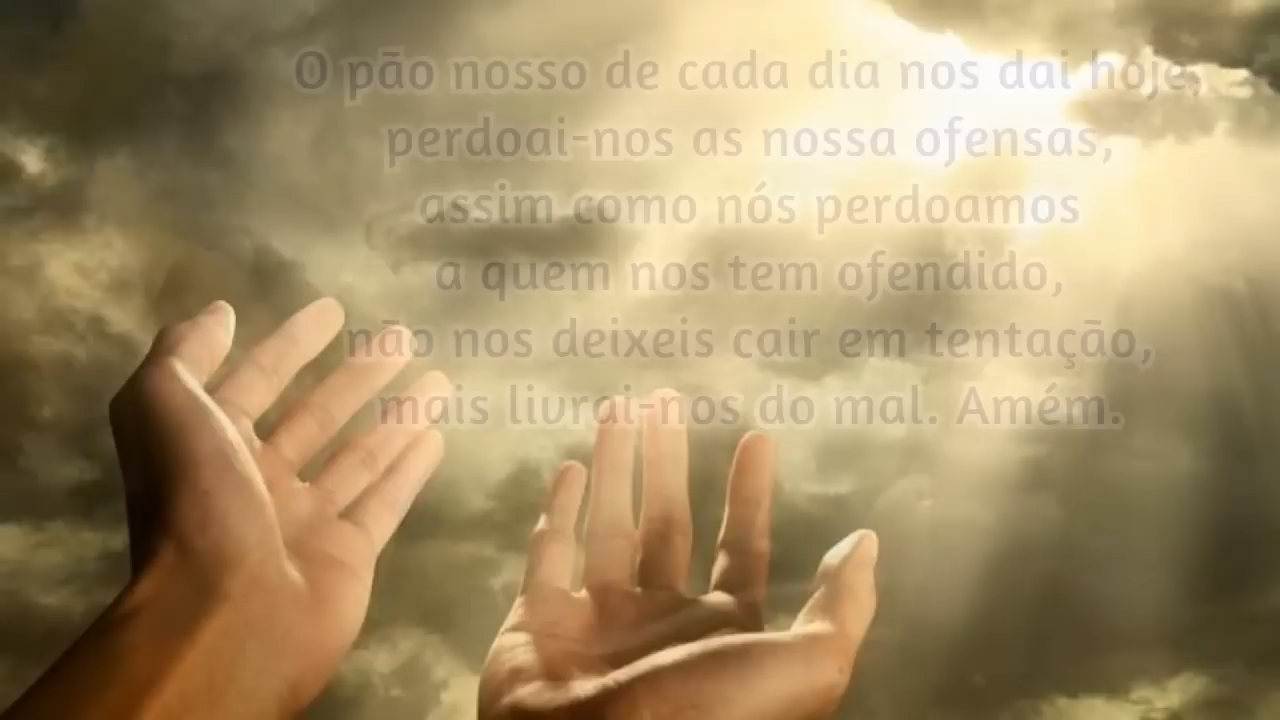 O pão nosso de cada dia nos dai hoje,
perdoai-nos as nossa ofensas,
assim como nós perdoamos
a quem nos tem ofendido,
não nos deixeis cair em tentação,
mais livrai-nos do mal. Amém.